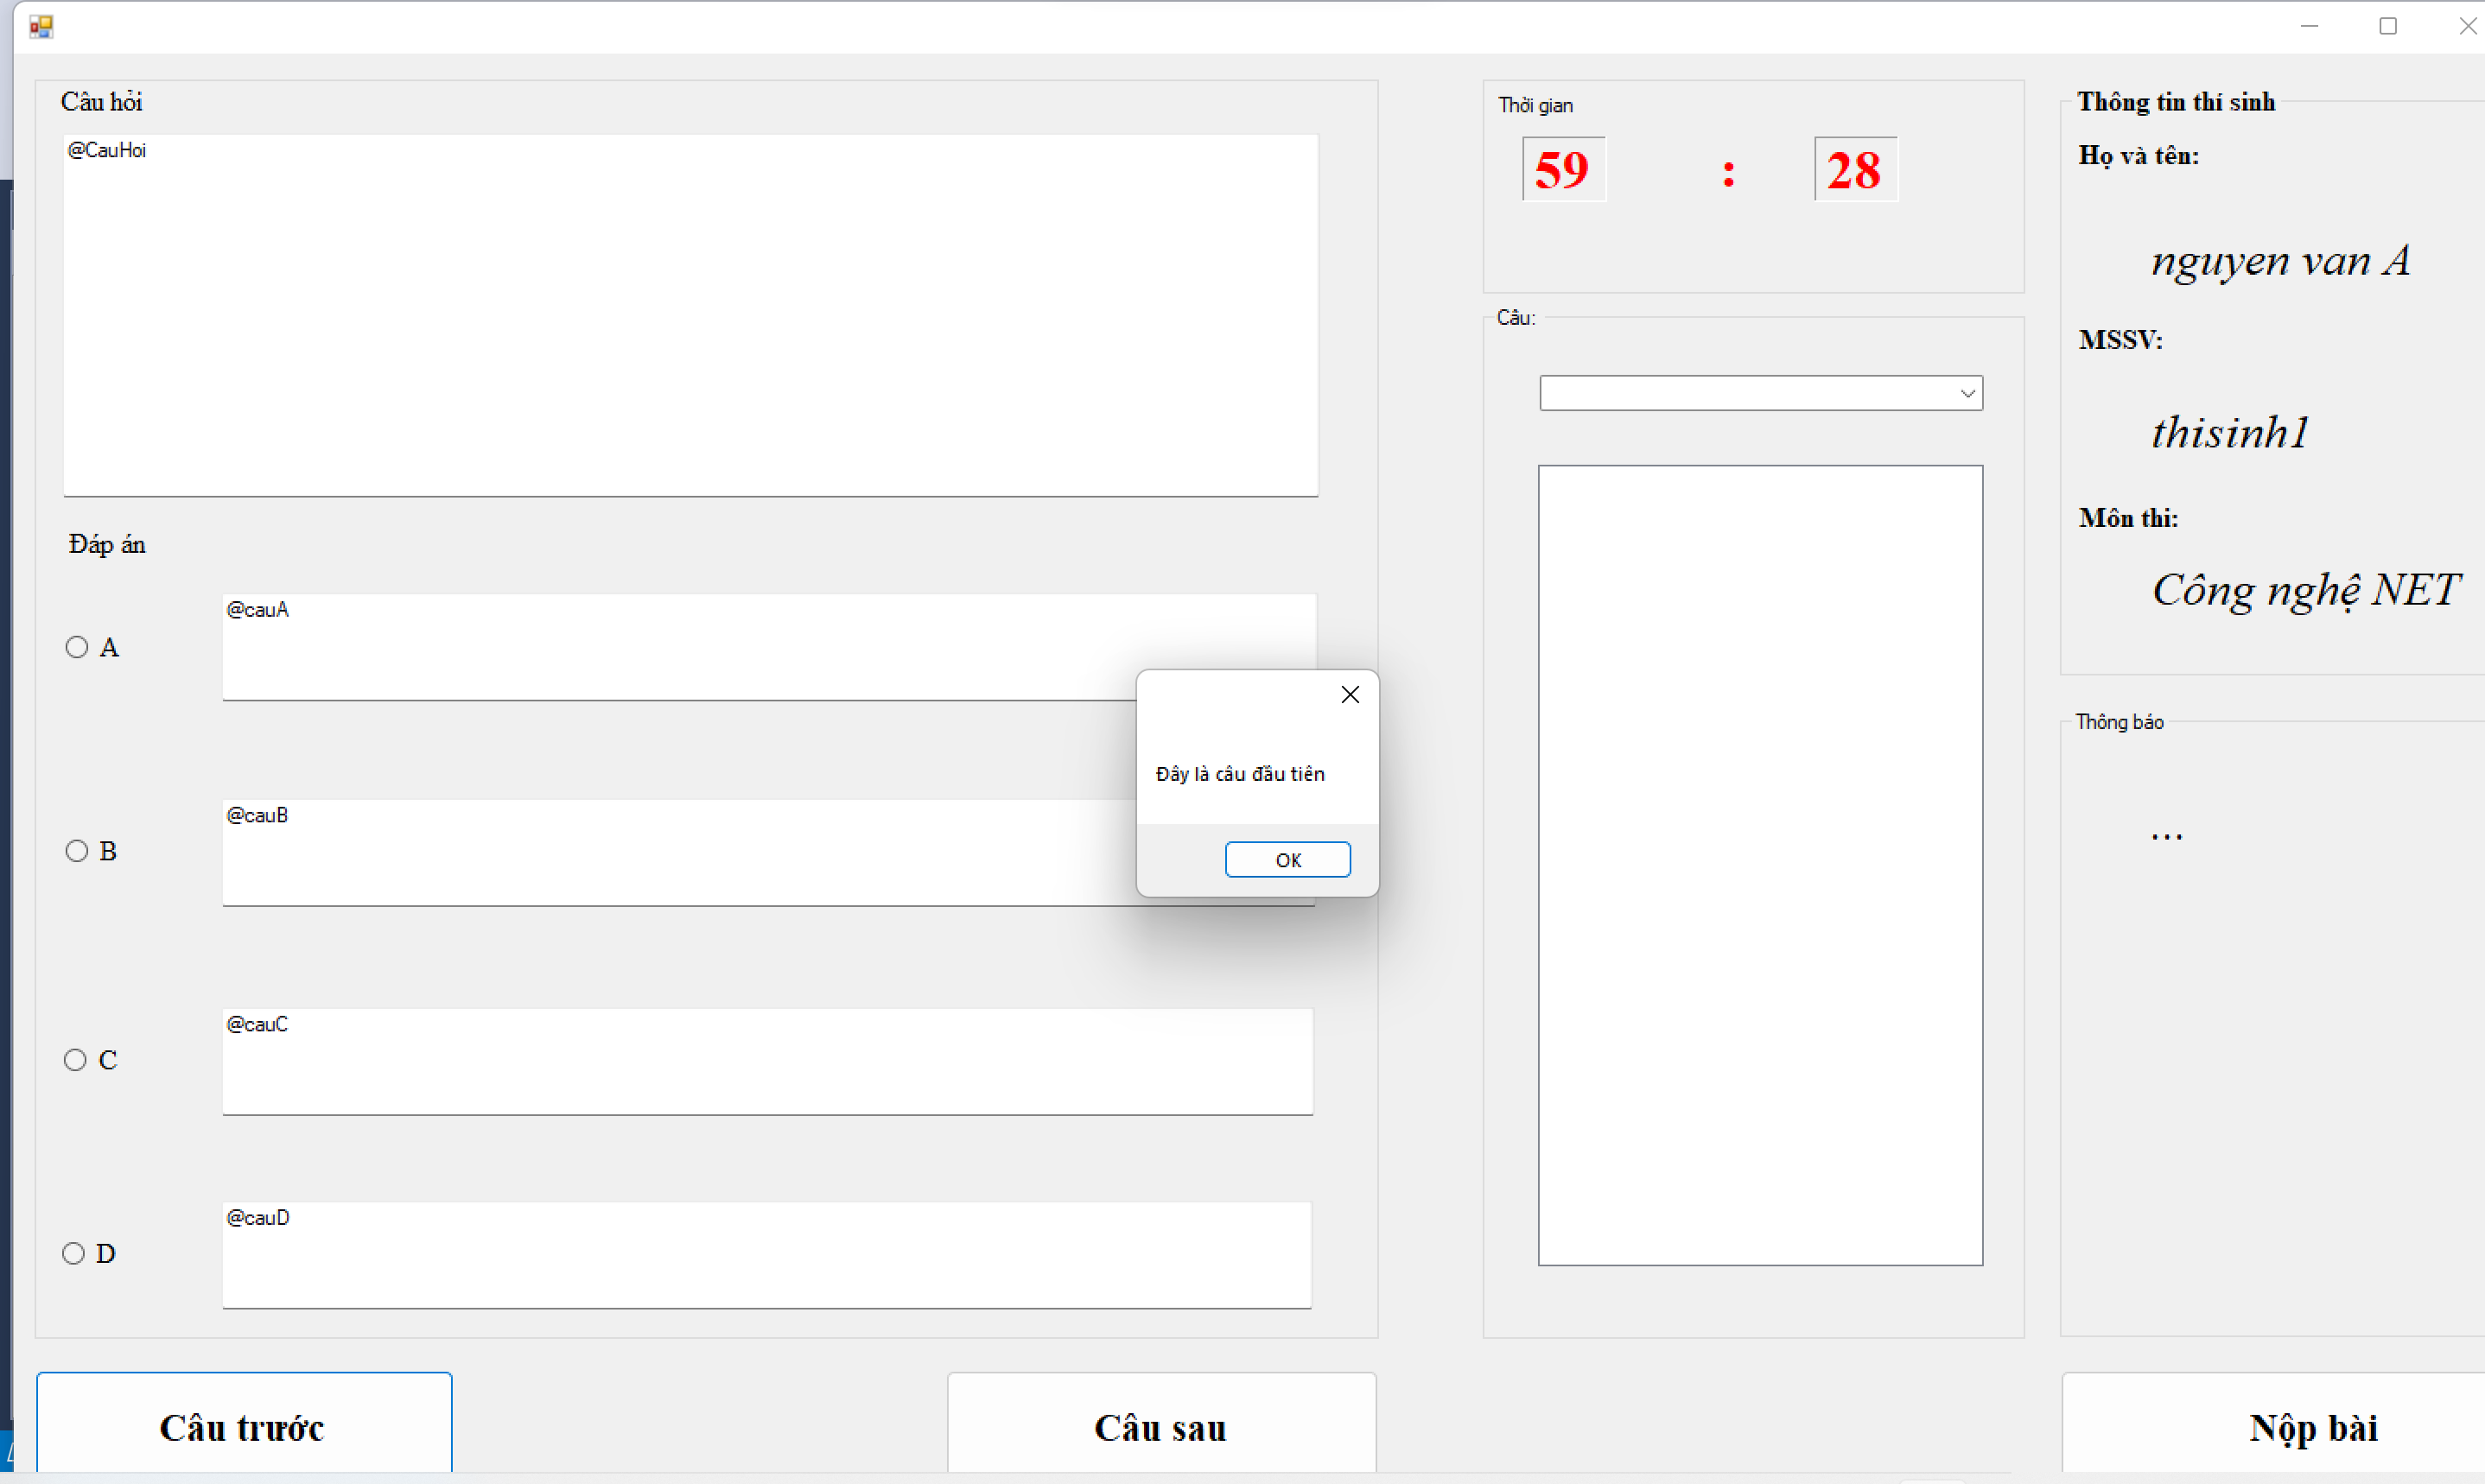 Câu hỏi
@CauHoi
Đáp án
A
@cauA
B
@cauB
C
@cauC
D
@cauD
Câu trước
Câu sau
Thời gian
59 : 28
Câu:
Thông tin thí sinh
Họ và tên:
nguyen van A
MSSV:
thisinh1
Môn thi:
Công nghệ NET
Thông báo
...
Nộp bài
Đây là câu đầu tiên
OK